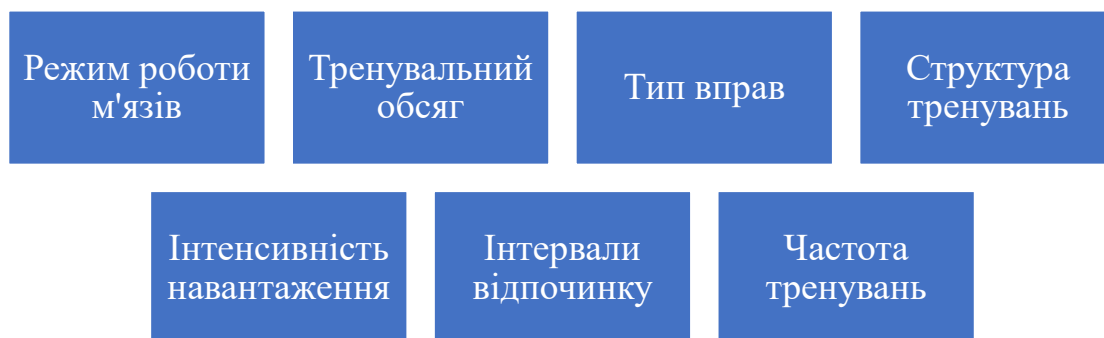 Режим роботи
м'язів
Тренувальний
обсяг
Тип вправ
Структура
тренувань
Інтенсивність
навантаження
Інтервали
відпочинку
Частота
тренувань